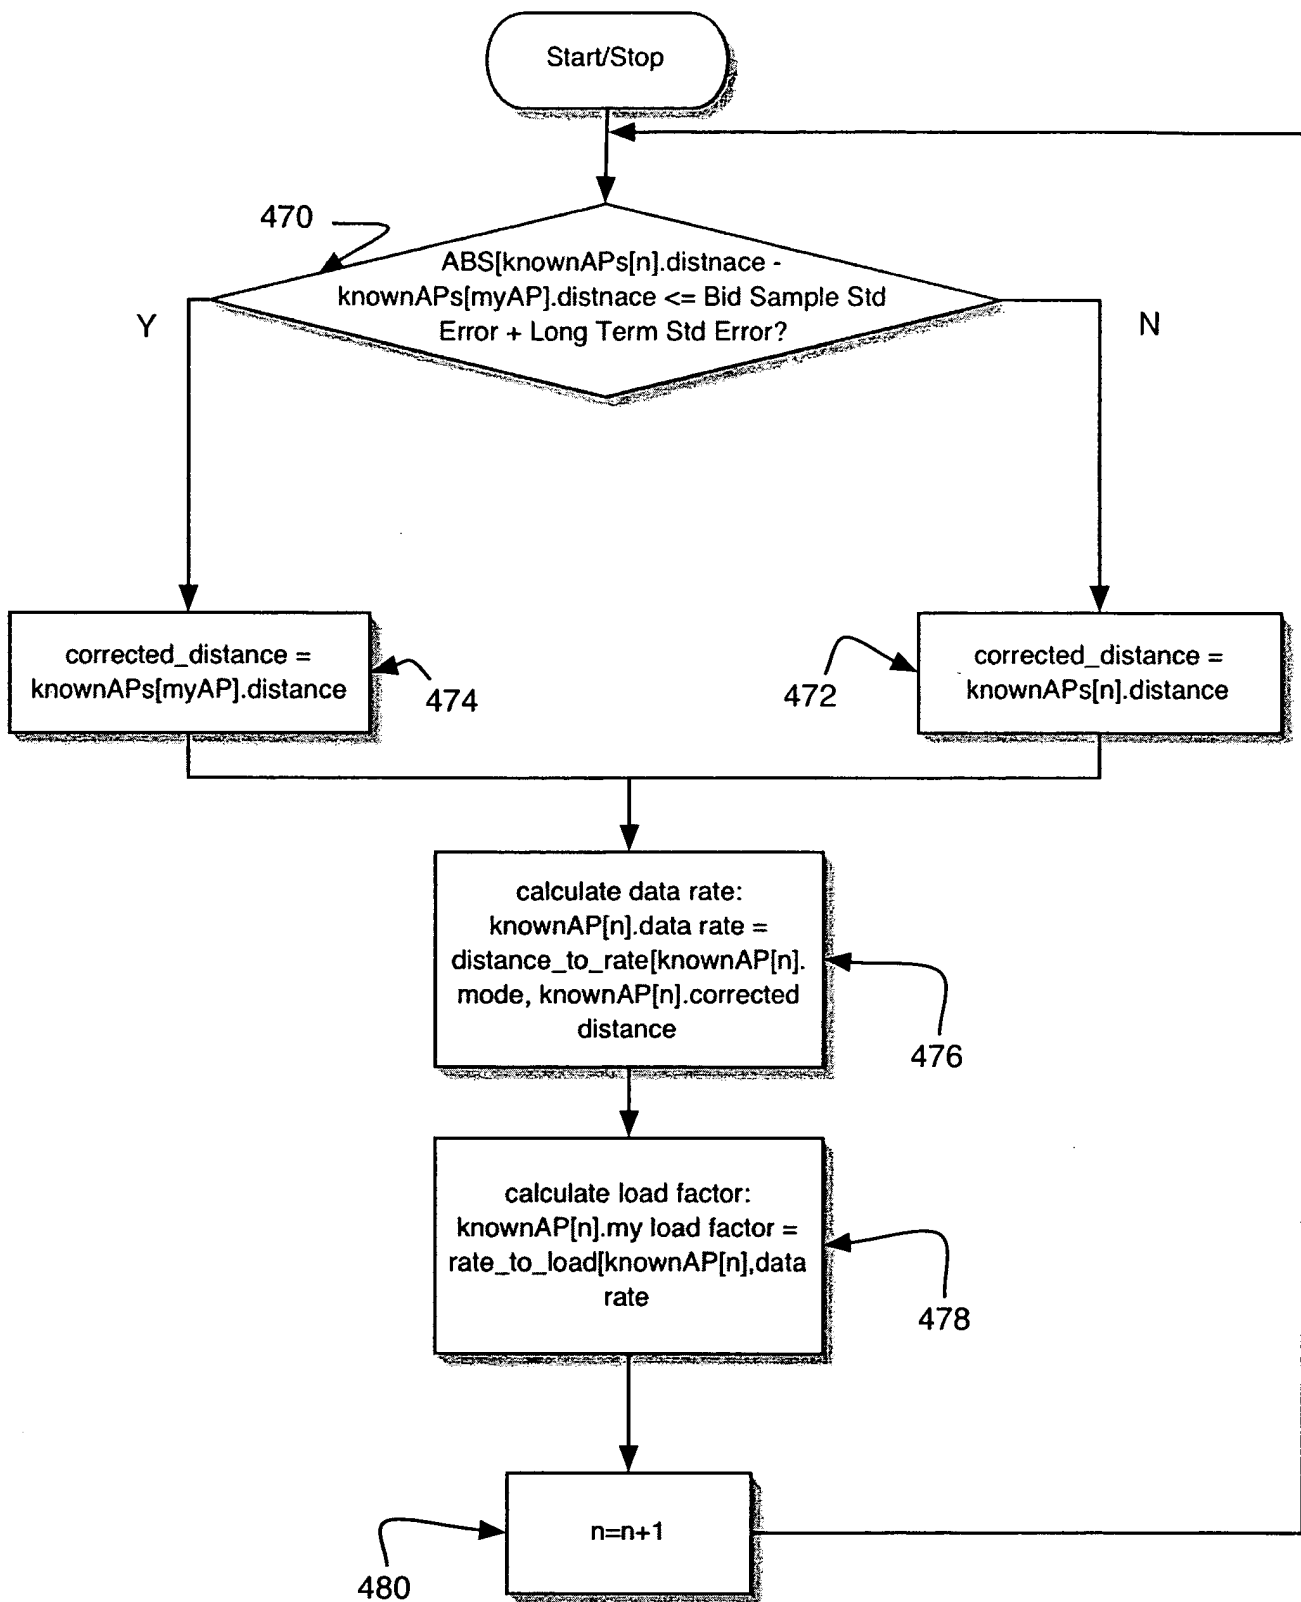 Start/Stop
470
ABS[knownAPs[n].distnace -
knownAPs[myAP].distnace <= Bid Sample Std
Error + Long Term Std Error?
Y
N
corrected_distance =
knownAPs[myAP].distance
474
472
corrected_distance =
knownAPs[n].distance
calculate data rate:
knownAP[n].data rate =
distance_to_rate[knownAP[n].
mode, knownAP[n].corrected
distance
476
calculate load factor:
knownAP[n].my load factor =
rate_to_load[knownAP[n],data
rate
478
n=n+1
480